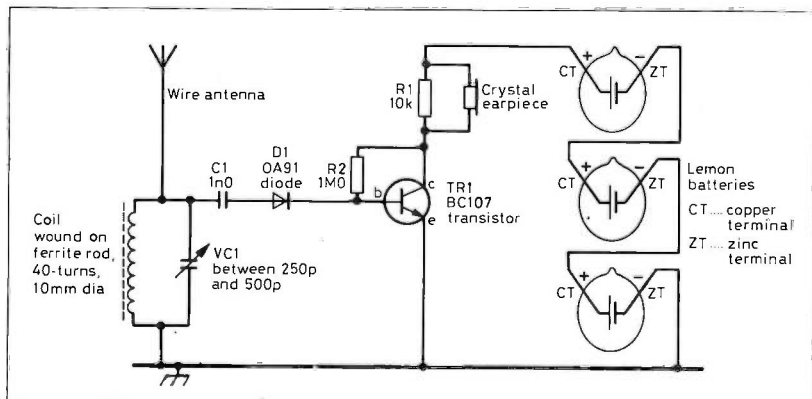 Wire antenna
Coil
wound on
ferrite rod,
40-turns,
10mm dia
VC1
between 250p
and 500p
C1
1n0
D1
OA91
diode
R2
1M0
R1
10k
Crystal
earpiece
b
c
e
TR1
BC107
transistor
+
-
CT
ZT
+
-
CT
ZT
+
-
CT
ZT
Lemon
batteries
CT .... copper
terminal
ZT .... zinc
terminal